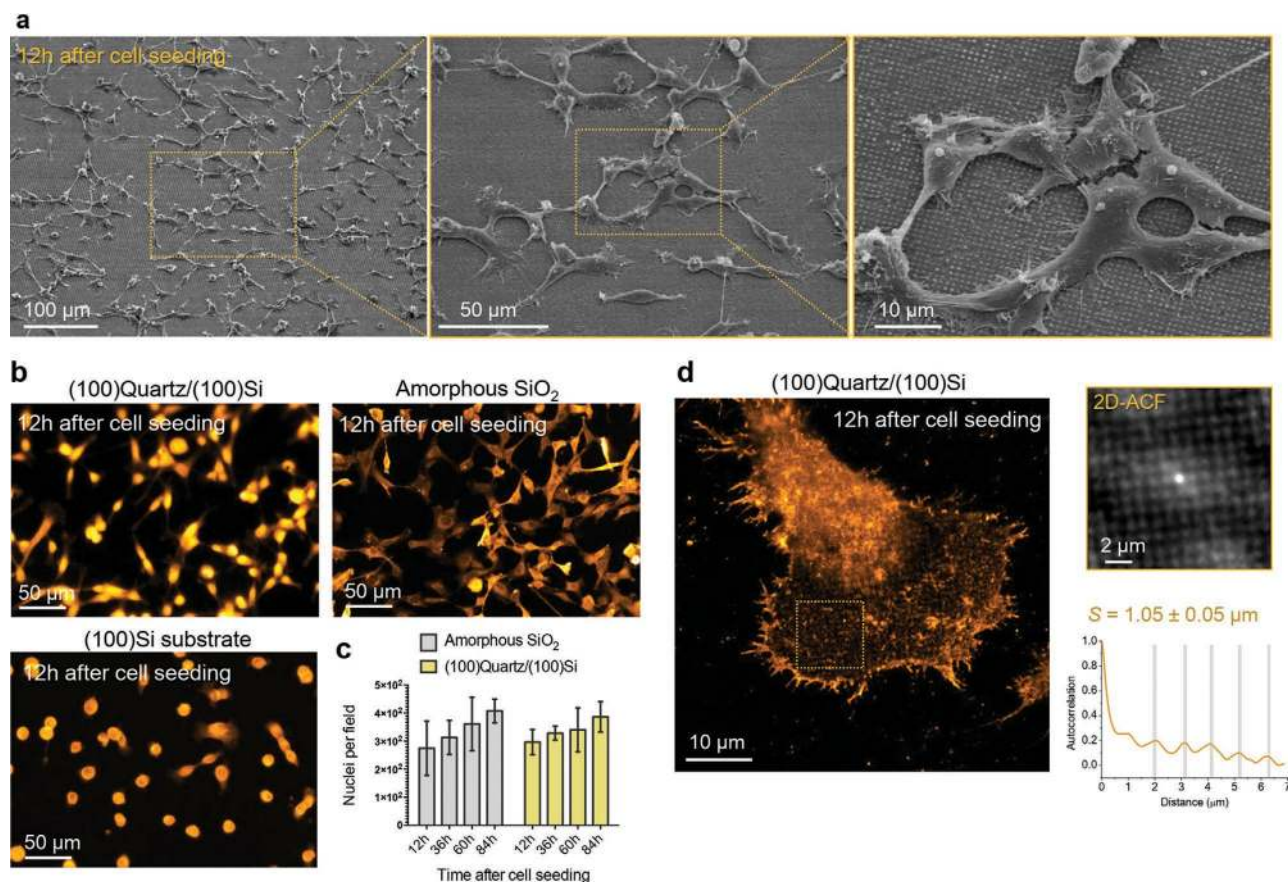 a
12h after cell seeding
100 µm
50 µm
10 µm
b
(100)Quartz/(100)Si
12h after cell seeding
50 µm
Amorphous SiO₂
12h after cell seeding
50 µm
(100)Si substrate
12h after cell seeding
50 µm
c
Amorphous SiO₂
(100)Quartz/(100)Si
Nuclei per field
5×10²
4×10²
3×10²
2×10²
0
12h 36h 60h 84h 12h 36h 60h 84h
Time after cell seeding
d
(100)Quartz/(100)Si
12h after cell seeding
10 µm
2D-ACF
2 µm
S = 1.05 ± 0.05 µm
Autocorrelation
1.0
0.8
0.6
0.4
0.2
0.0
0 1 2 3 4 5 6 7
Distance (µm)